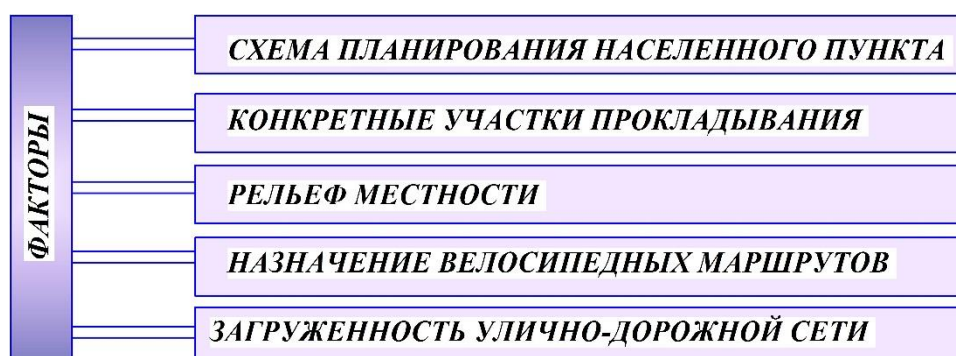 ФАКТОРЫ
СХЕМА ПЛАНИРОВАНИЯ НАСЕЛЕННОГО ПУНКТА
КОНКРЕТНЫЕ УЧАСТКИ ПРОКЛАДЫВАНИЯ
РЕЛЬЕФ МЕСТНОСТИ
НАЗНАЧЕНИЕ ВЕЛОСИПЕДНЫХ МАРШРУТОВ
ЗАГРУЖЕННОСТЬ УЛИЧНО-ДОРОЖНОЙ СЕТИ